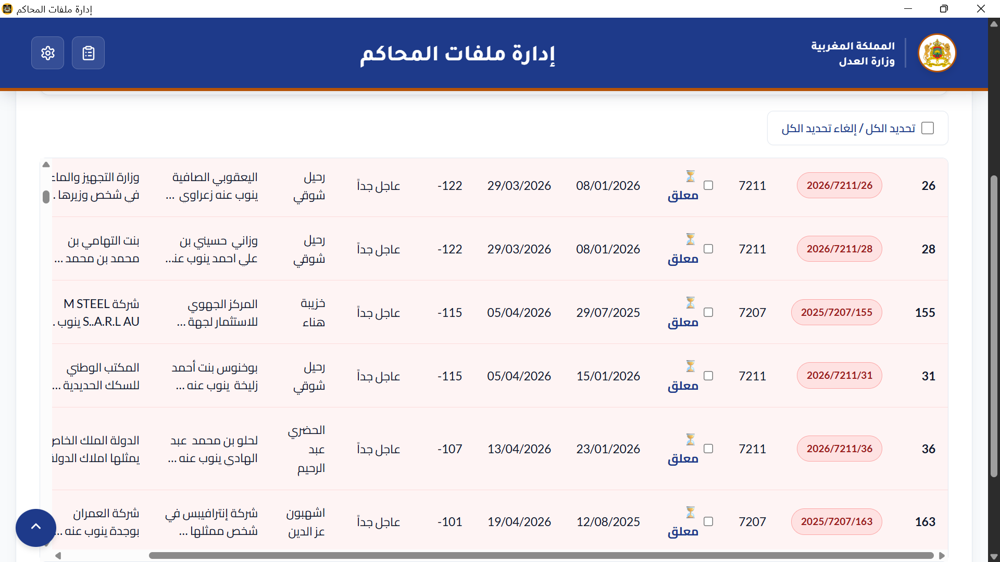 إدارة ملفات المحاكم
المملكة المغربية
وزارة العدل
إدارة ملفات المحاكم
تحديد الكل / إلغاء تحديد الكل
26 2026/7211/26 7211 معلق 08/01/2026 29/03/2026 -122 عاجل جداً رحيل شوقي اليعقوبي الصافية ينوب عنه زعراوي ... وزارة التجهيز والماء في شخص وزيرها .
28 2026/7211/28 7211 معلق 08/01/2026 29/03/2026 -122 عاجل جداً رحيل شوقي وزاني حسيني بن علي احمد ينوب عنـ... بنت التهامي بن محمد بن محمد ...
155 2025/7207/155 7207 معلق 29/07/2025 05/04/2026 -115 عاجل جداً خزيبة هناء المركز الجهوي للاستثمار لجهة ... شركة M STEEL S..A.R.L AU ينوب .
31 2026/7211/31 7211 معلق 15/01/2026 05/04/2026 -115 عاجل جداً رحيل شوقي بوخنوس بنت أحمد زليخة ينوب عنه ... المكتب الوطني للسكك الحديدية ...
36 2026/7211/36 7211 معلق 23/01/2026 13/04/2026 -107 عاجل جداً الحضري عبد الرحيم لحلو بن محمد عبد الهادي ينوب عنه ... الدولة الملك الخاص يمثلها املاك الدولة
163 2025/7207/163 7207 معلق 12/08/2025 19/04/2026 -101 عاجل جداً اشهبون عز الدين شركة إنترافيبس في شخص ممثلها ... شركة العمران بوجدة ينوب عنه ...